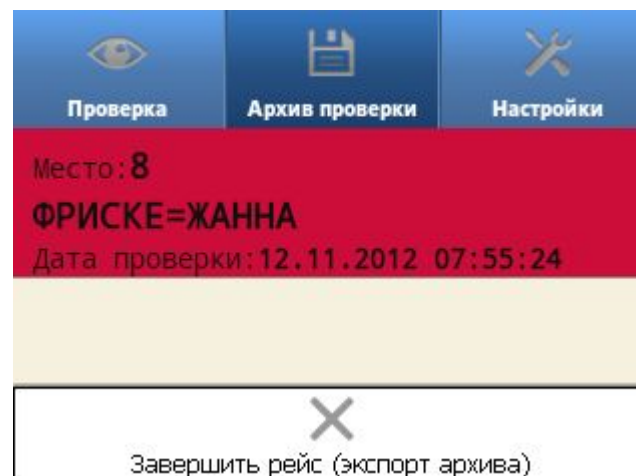 Проверка Архив проверки Настройки
Место:8
ФРИСКЕ=ЖАННА
Дата проверки:12.11.2012 07:55:24
Завершить рейс (экспорт архива)